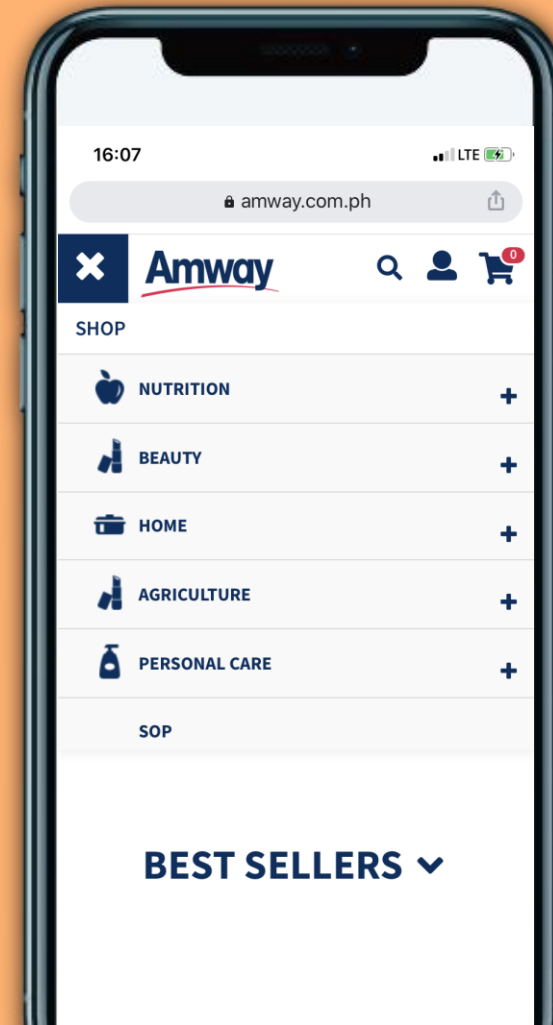 16:07
LTE
amway.com.ph
Amway
0
SHOP
NUTRITION
BEAUTY
HOME
AGRICULTURE
PERSONAL CARE
SOP
BEST SELLERS